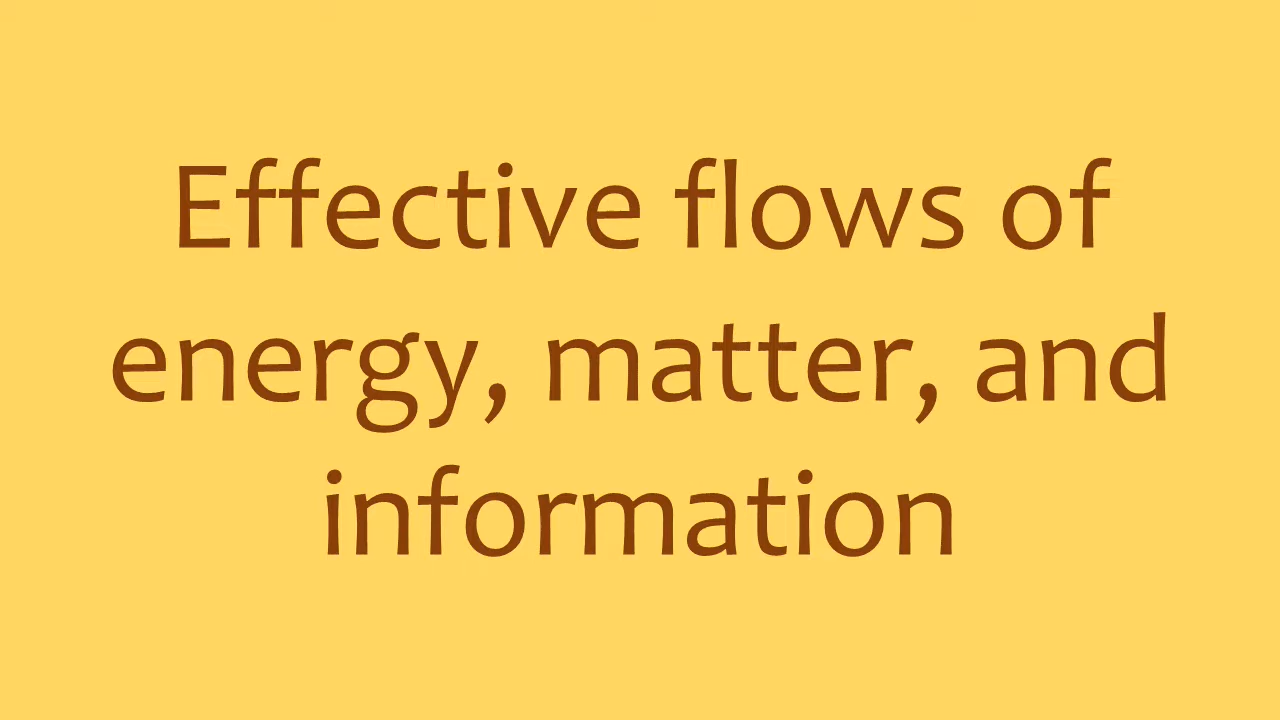 Effective flows of
energy, matter, and
information